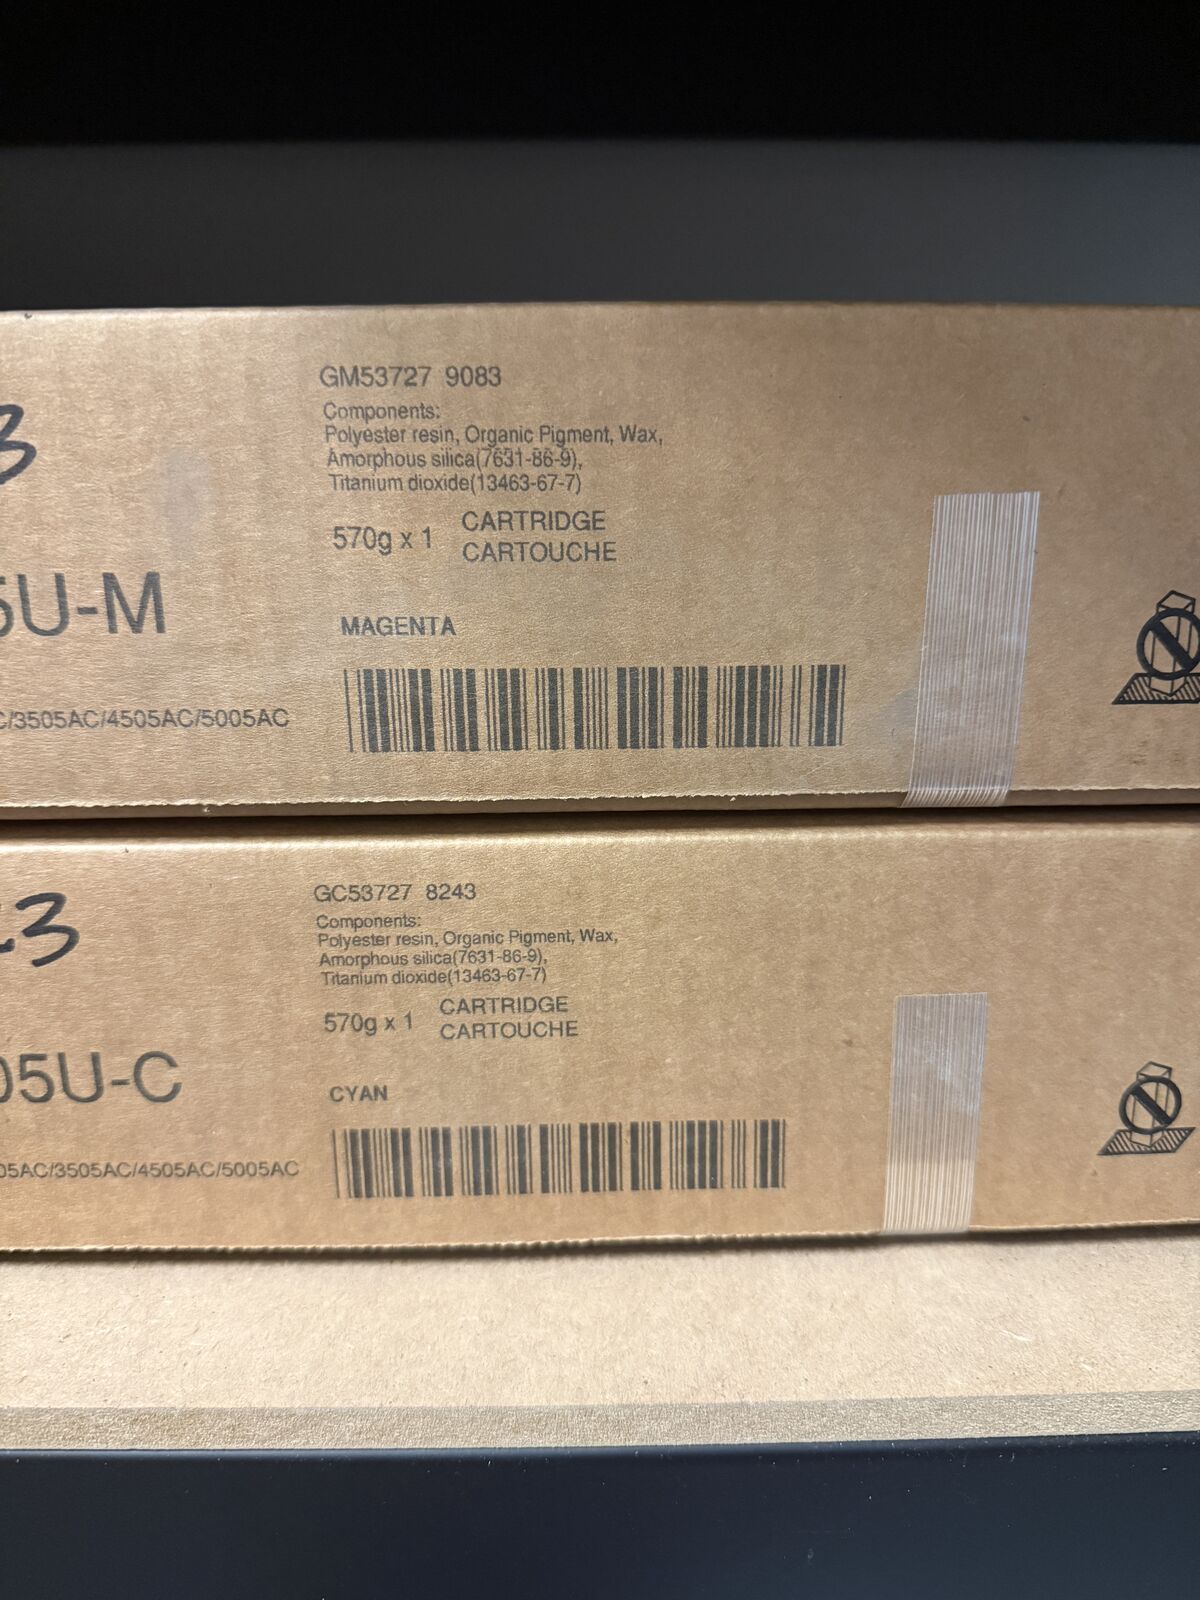 GM53727 9083
Components:
Polyester resin, Organic Pigment, Wax,
Amorphous silica(7631-86-9),
Titanium dioxide(13463-67-7)
570g x 1 CARTRIDGE
CARTOUCHE
3
5U-M
MAGENTA
C/3505AC/4505AC/5005AC
GC53727 8243
Components:
Polyester resin, Organic Pigment, Wax,
Amorphous silica(7631-86-9),
Titanium dioxide(13463-67-7)
570g x 1 CARTRIDGE
CARTOUCHE
3
05U-C
CYAN
05AC/3505AC/4505AC/5005AC